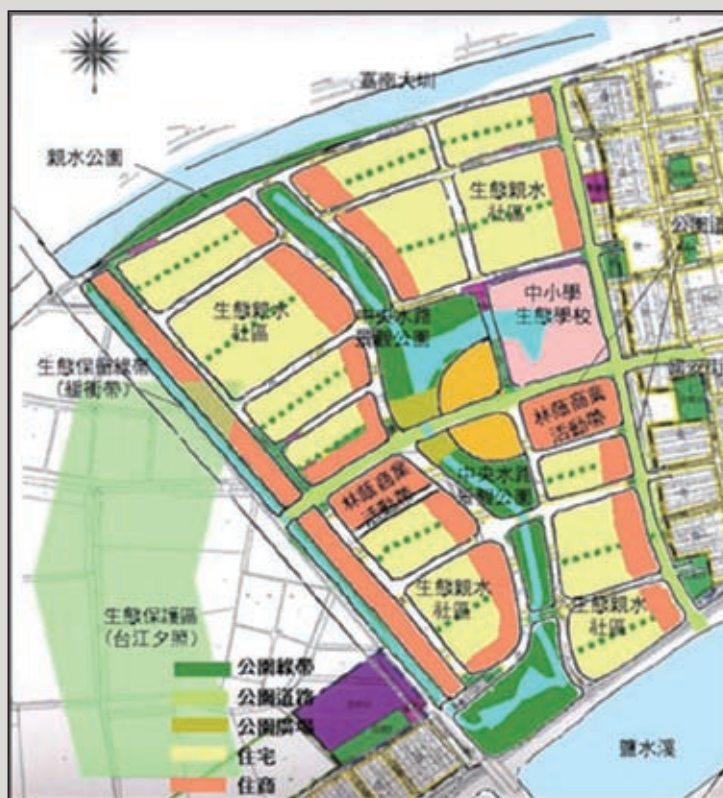 嘉南大圳
親水公園
生態親水
社區
公園道
中小學
生態學校
生態親水
社區
中央水路
景觀公園
生態保留綠帶
(緩衝帶)
林蔭商業
活動帶
林蔭商業
活動帶
中央水路
景觀公園
生態親水
社區
生態親水
社區
生態保護區
(台江夕照)
公園綠帶
公園道路
公園廣場
住宅
住商
鹽水溪